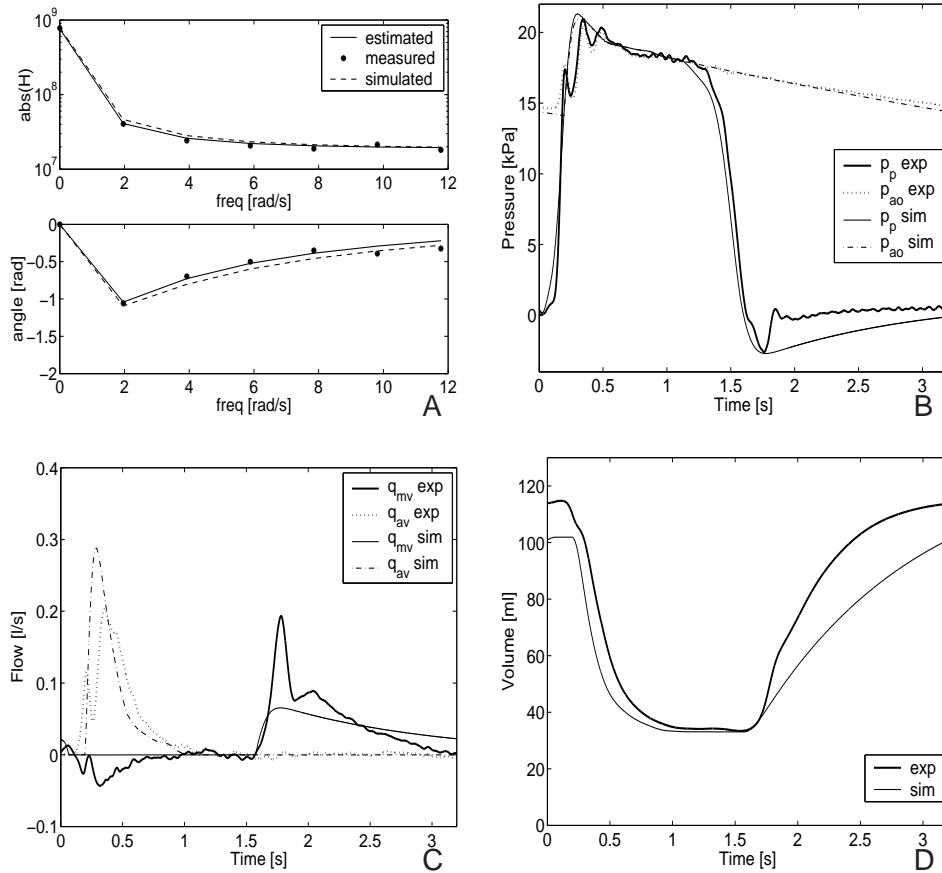 10^9
10^8
10^7
abs(H)
estimated
measured
simulated
0 2 4 6 8 10 12
freq [rad/s]
0
−0.5
−1
−1.5
−2
angle [rad]
0 2 4 6 8 10 12
freq [rad/s]
A
20
15
10
5
0
Pressure [kPa]
p_p exp
p_ao exp
p_p sim
p_ao sim
0 0.5 1 1.5 2 2.5 3
Time [s]
B
0.4
0.3
0.2
0.1
0
−0.1
Flow [l/s]
q_mv exp
q_av exp
q_mv sim
q_av sim
0 0.5 1 1.5 2 2.5 3
Time [s]
C
120
100
80
60
40
20
0
Volume [ml]
exp
sim
0 0.5 1 1.5 2 2.5 3
Time [s]
D